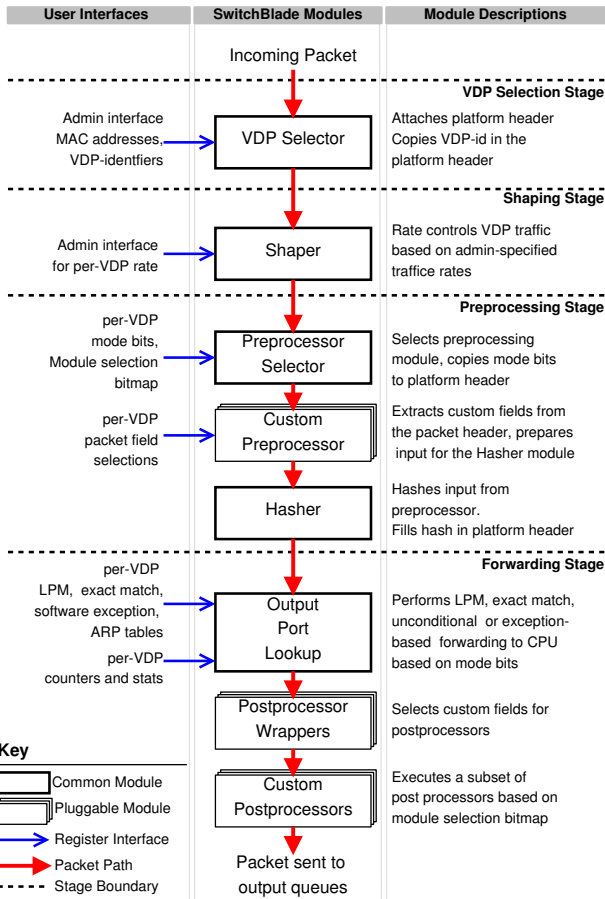 User Interfaces
SwitchBlade Modules
Module Descriptions
Incoming Packet
VDP Selection Stage
Admin interface
MAC addresses,
VDP-identfiers
VDP Selector
Attaches platform header
Copies VDP-id in the
platform header
Shaping Stage
Admin interface
for per-VDP rate
Shaper
Rate controls VDP traffic
based on admin-specified
traffice rates
Preprocessing Stage
per-VDP
mode bits,
Module selection
bitmap
Preprocessor
Selector
Selects preprocessing
module, copies mode bits
to platform header
per-VDP
packet field
selections
Custom
Preprocessor
Extracts custom fields from
the packet header, prepares
input for the Hasher module
Hasher
Hashes input from
preprocessor.
Fills hash in platform header
Forwarding Stage
per-VDP
LPM, exact match,
software exception,
ARP tables
per-VDP
counters and stats
Output
Port
Lookup
Performs LPM, exact match,
unconditional or exception-
based forwarding to CPU
based on mode bits
Postprocessor
Wrappers
Selects custom fields for
postprocessors
Custom
Postprocessors
Executes a subset of
post processors based on
module selection bitmap
Packet sent to
output queues
Key
Common Module
Pluggable Module
Register Interface
Packet Path
Stage Boundary